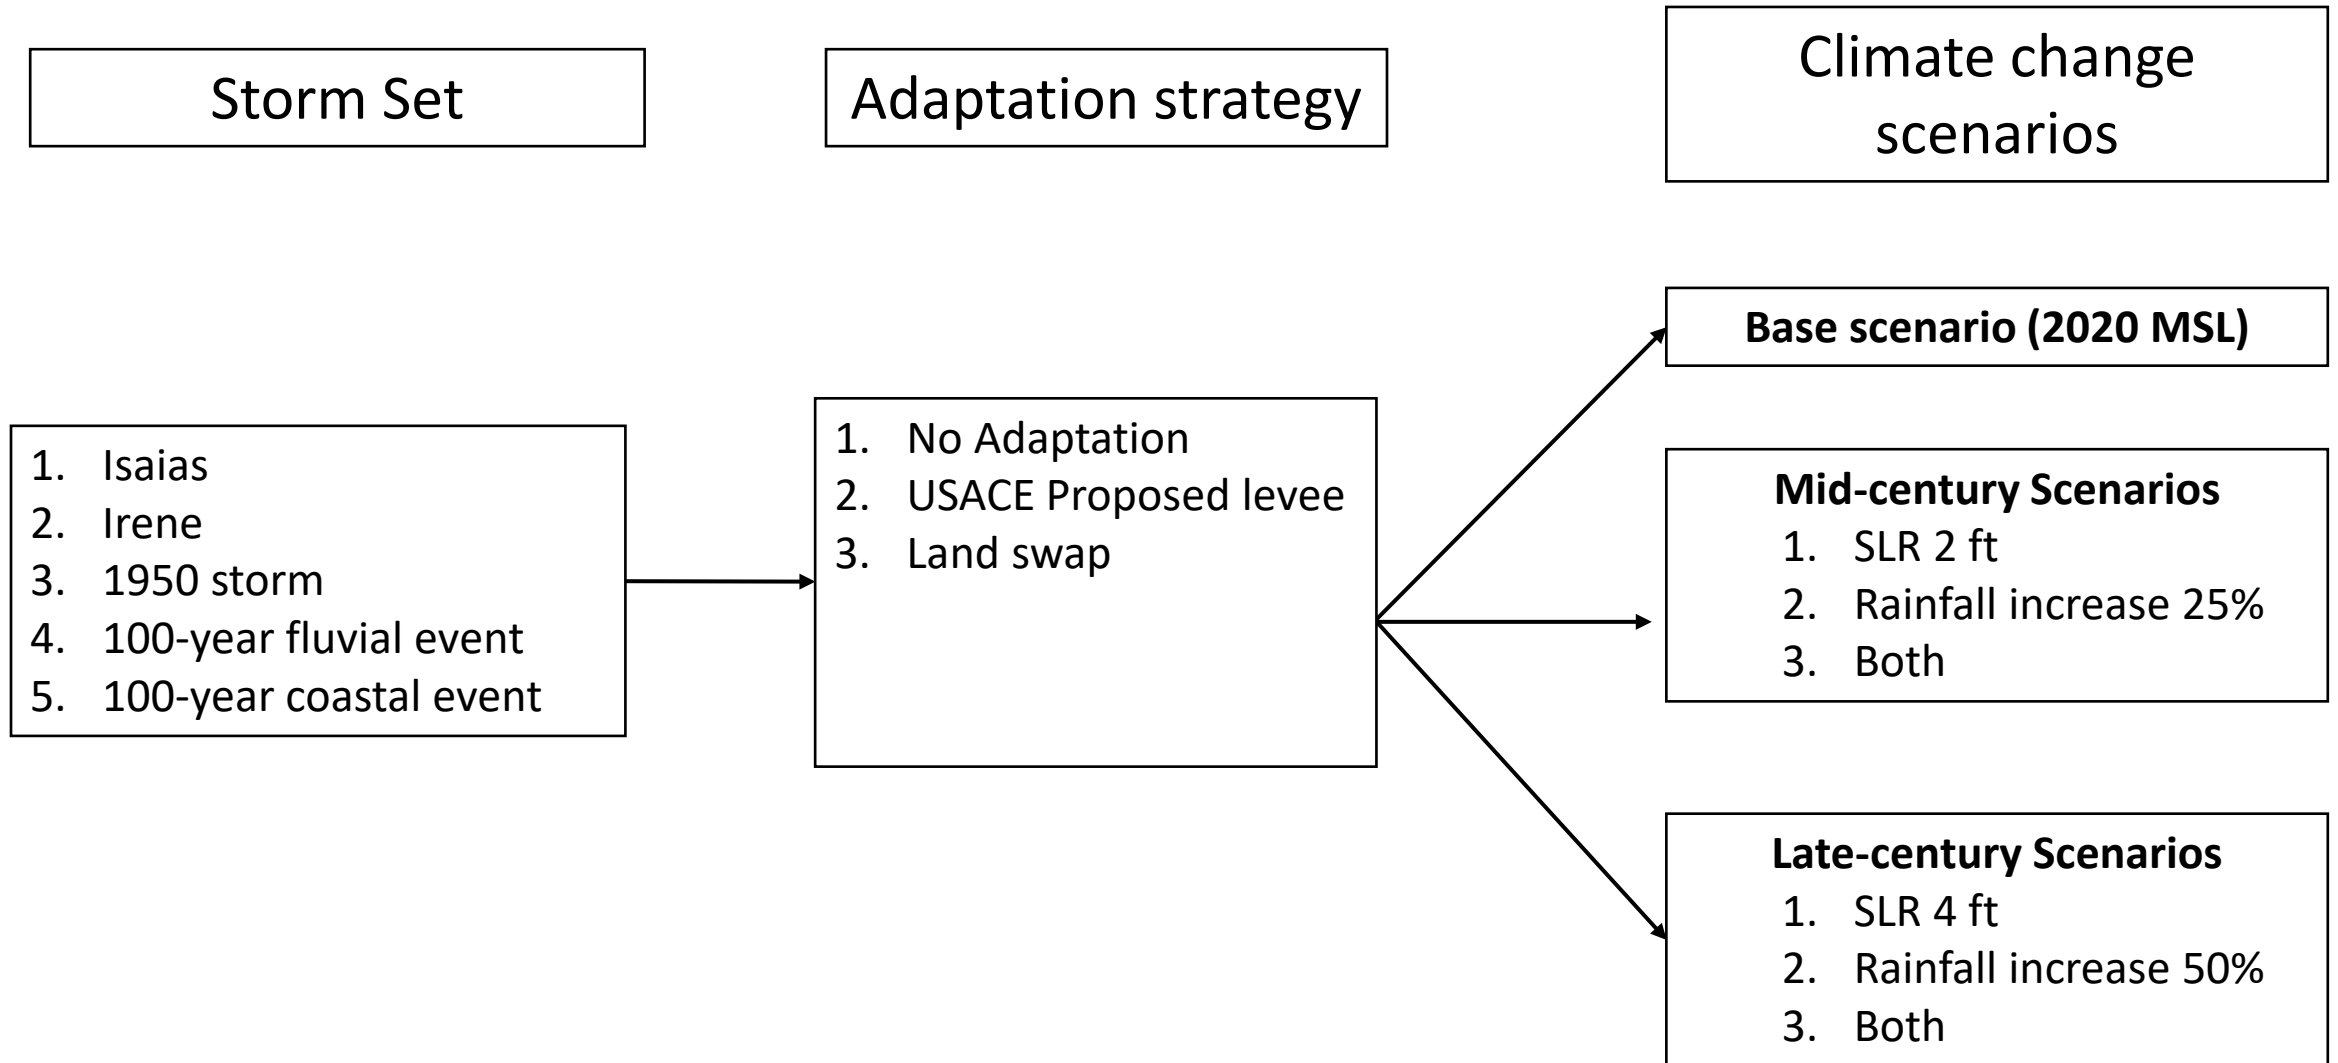 Storm Set
Adaptation strategy
Climate change
scenarios
1. Isaias
2. Irene
3. 1950 storm
4. 100-year fluvial event
5. 100-year coastal event
1. No Adaptation
2. USACE Proposed levee
3. Land swap
Base scenario (2020 MSL)
Mid-century Scenarios
1. SLR 2 ft
2. Rainfall increase 25%
3. Both
Late-century Scenarios
1. SLR 4 ft
2. Rainfall increase 50%
3. Both